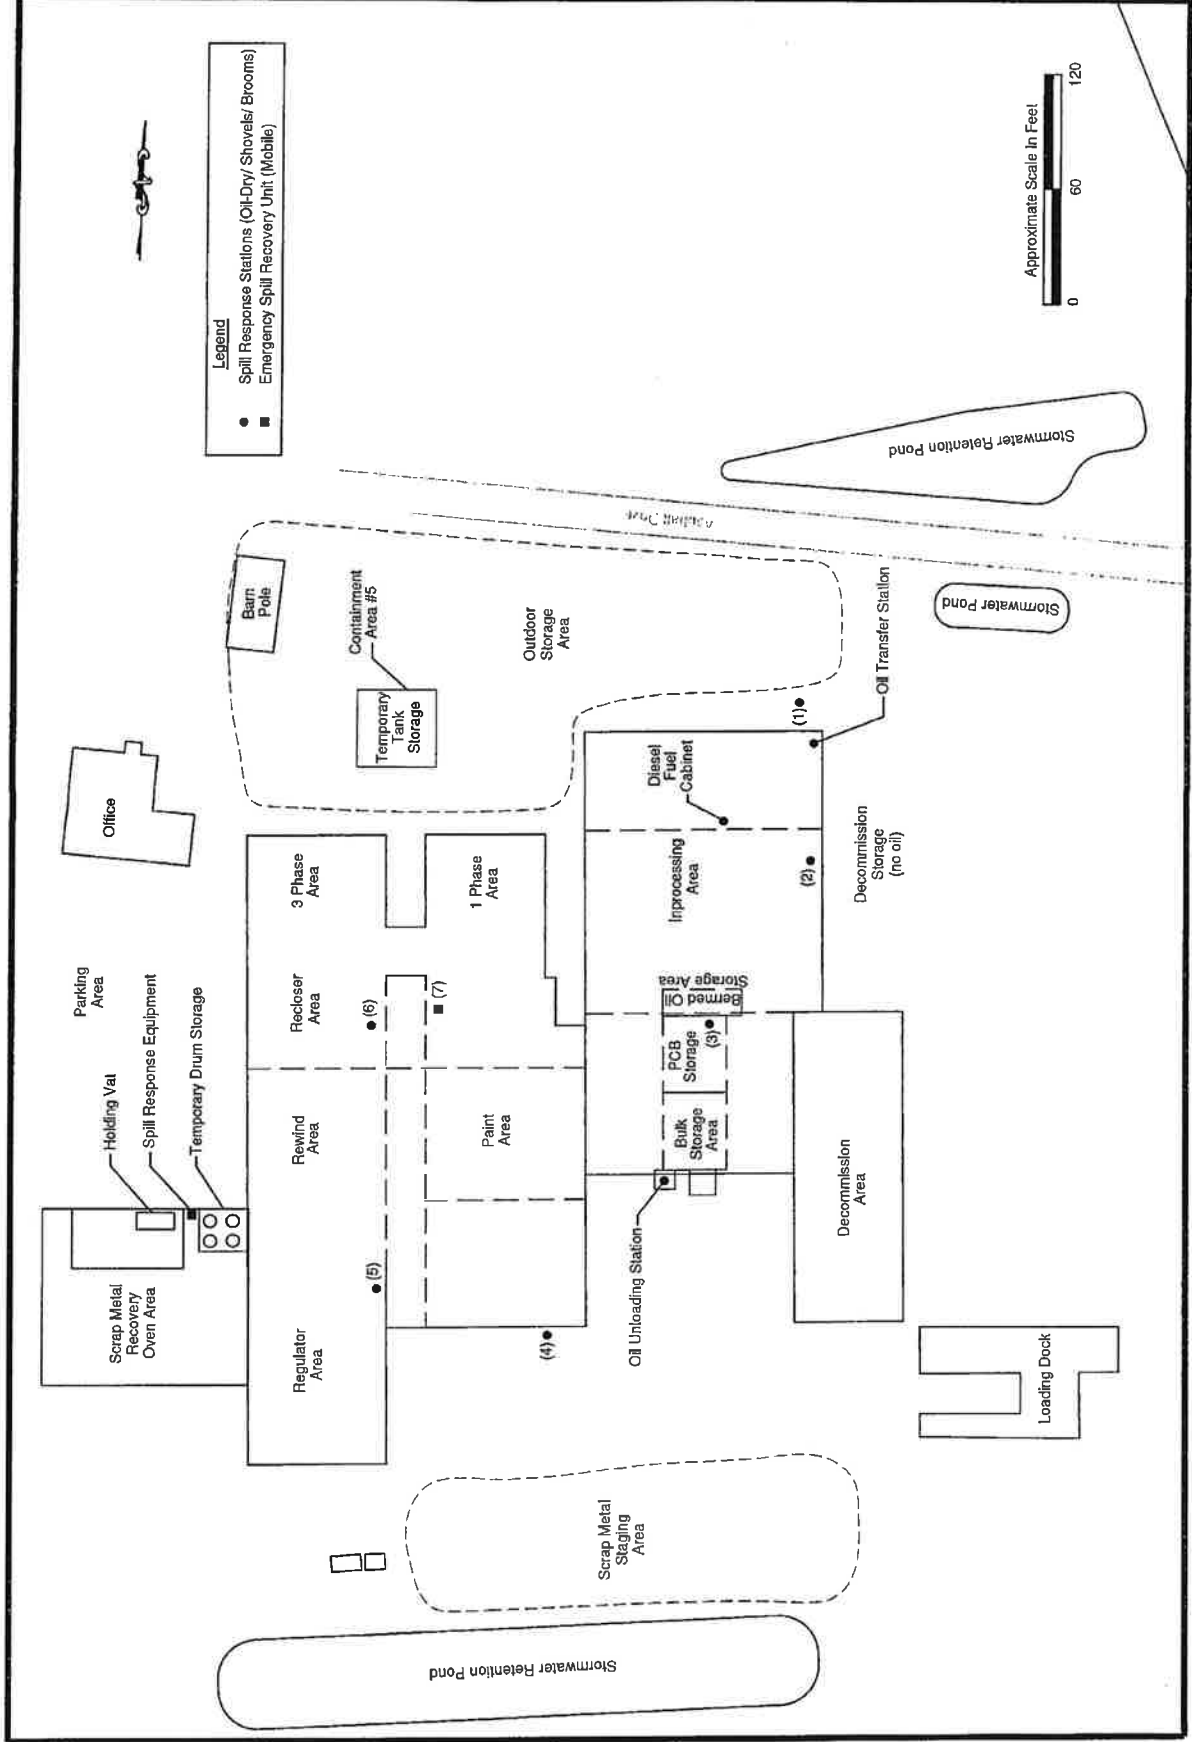 Legend
● Spill Response Stations (Oil-Dry/ Shovels/ Brooms)
■ Emergency Spill Recovery Unit (Mobile)
Approximate Scale In Feet
0 60 120
Office
Parking
Area
Holding Vat
Spill Response Equipment
Temporary Drum Storage
Scrap Metal
Recovery
Oven Area
Barn
Pole
Containment
Area #5
Temporary
Tank
Storage
Outdoor
Storage
Area
3 Phase
Area
Recloser
Area
(6)
Rewind
Area
(5)
Regulator
Area
1 Phase
Area
(7)
Paint
Area
(4)
Diesel
Fuel
Cabinet
(1)
Oil Transfer Station
Inprocessing
Area
(2)
Bermed Oil
Storage Area
PCB
Storage
(3)
Bulk
Storage
Area
Oil Unloading Station
Decommission
Storage
(no oil)
Decommission
Area
Loading Dock
Scrap Metal
Staging
Area
Stormwater Retention Pond
Stormwater Retention Pond
Stormwater Pond
Drive